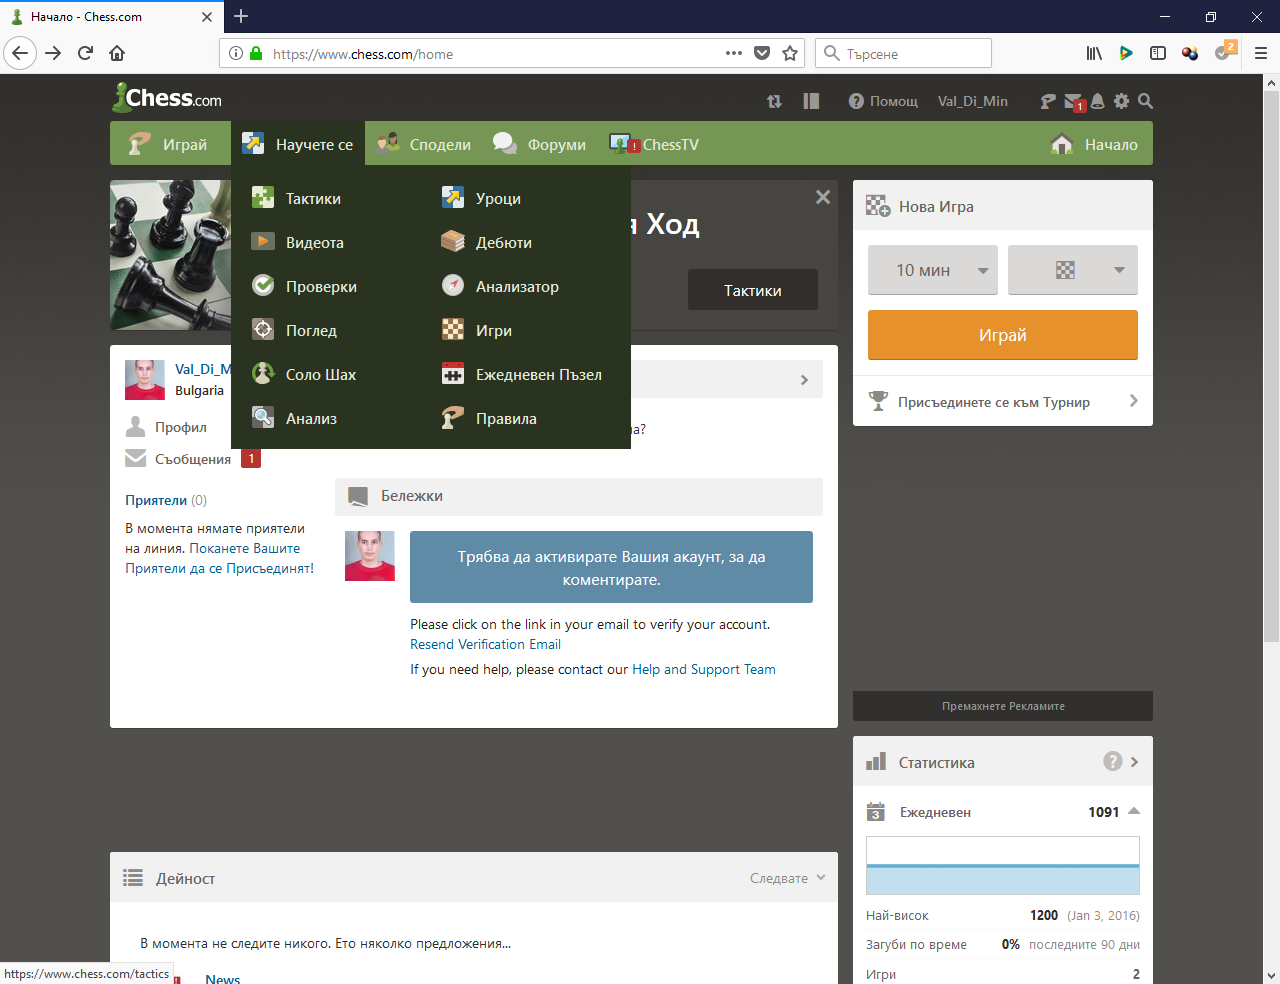 Начало - Chess.com
https://www.chess.com/home
Търсене
2
Chess.com
Помощ
Val_Di_Min
1
Играй
Научете се
Сподели
Форуми
!
ChessTV
Начало
Тактики
Уроци
Видеота
Дебюти
Проверки
Анализатор
Поглед
Игри
Соло Шах
Ежедневен Пъзел
Анализ
Правила
я Ход
Тактики
Нова Игра
10 мин
Играй
Присъединете се към Турнир
Val_Di_M
Bulgaria
Профил
Съобщения
1
на?
Приятели (0)
В момента нямате приятели
на линия. Поканете Вашите
Приятели да се Присъединят!
Бележки
Трябва да активирате Вашия акаунт, за да
коментирате.
Please click on the link in your email to verify your account.
Resend Verification Email
If you need help, please contact our Help and Support Team
Премахнете Рекламите
Статистика
?
3
Ежедневен
1091
Най-висок
1200 (Jan 3, 2016)
Загуби по време
0% последните 90 дни
Игри
2
Дейност
Следвате
В момента не следите никого. Ето няколко предложения...
News
https://www.chess.com/tactics